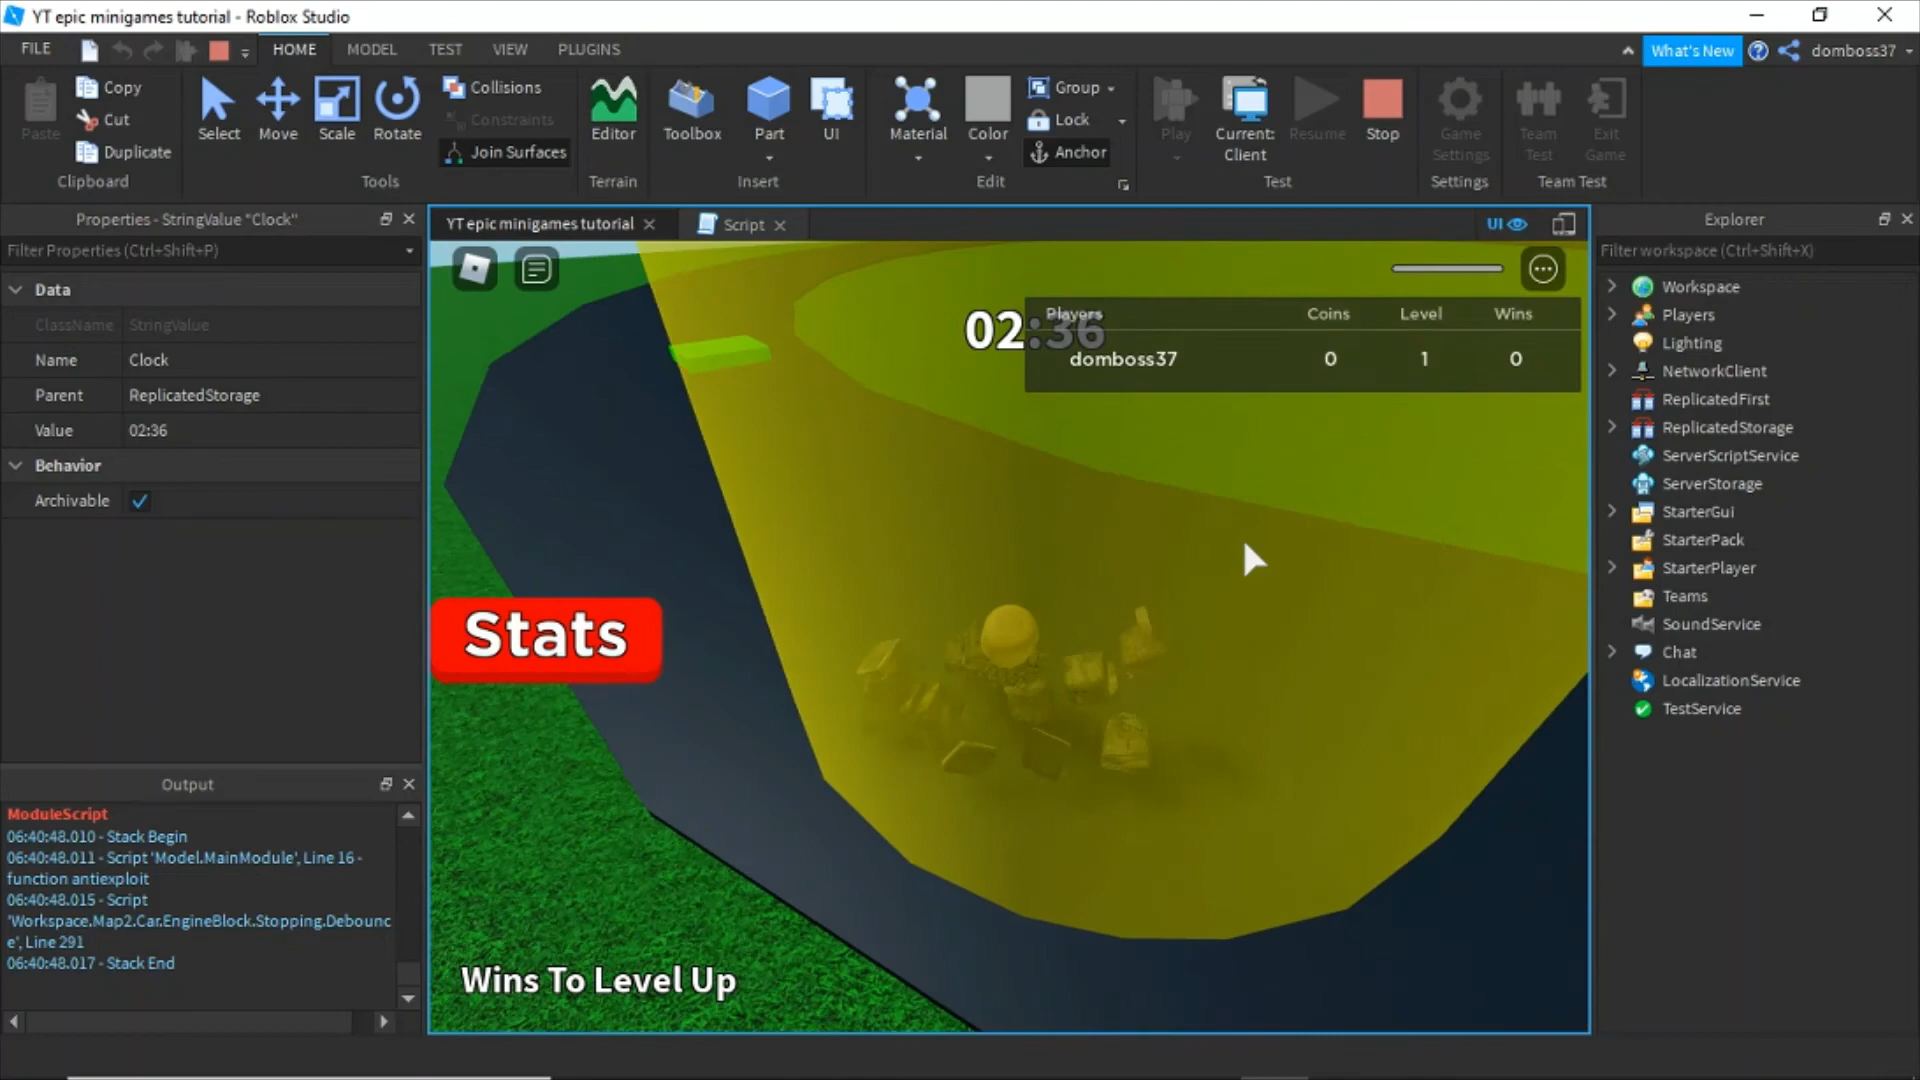 YT epic minigames tutorial - Roblox Studio
FILE
HOME
MODEL
TEST
VIEW
PLUGINS
What's New
domboss37
Paste
Copy
Cut
Duplicate
Clipboard
Select
Move
Scale
Rotate
Collisions
Constraints
Join Surfaces
Tools
Editor
Terrain
Toolbox
Part
UI
Insert
Material
Color
Group
Lock
Anchor
Edit
Play
Current:
Client
Resume
Stop
Test
Game
Settings
Settings
Team
Test
Exit
Game
Team Test
Properties - StringValue "Clock"
Filter Properties (Ctrl+Shift+P)
Data
ClassName StringValue
Name Clock
Parent ReplicatedStorage
Value 02:36
Behavior
Archivable
Output
ModuleScript
06:40:48.010 - Stack Begin
06:40:48.011 - Script 'Model.MainModule', Line 16 -
function antiexploit
06:40:48.015 - Script
'Workspace.Map2.Car.EngineBlock.Stopping.Debounc
e', Line 291
06:40:48.017 - Stack End
YT epic minigames tutorial
Script
UI
02:36
Players Coins Level Wins
domboss37 0 1 0
Stats
Wins To Level Up
Explorer
Filter workspace (Ctrl+Shift+X)
Workspace
Players
Lighting
NetworkClient
ReplicatedFirst
ReplicatedStorage
ServerScriptService
ServerStorage
StarterGui
StarterPack
StarterPlayer
Teams
SoundService
Chat
LocalizationService
TestService